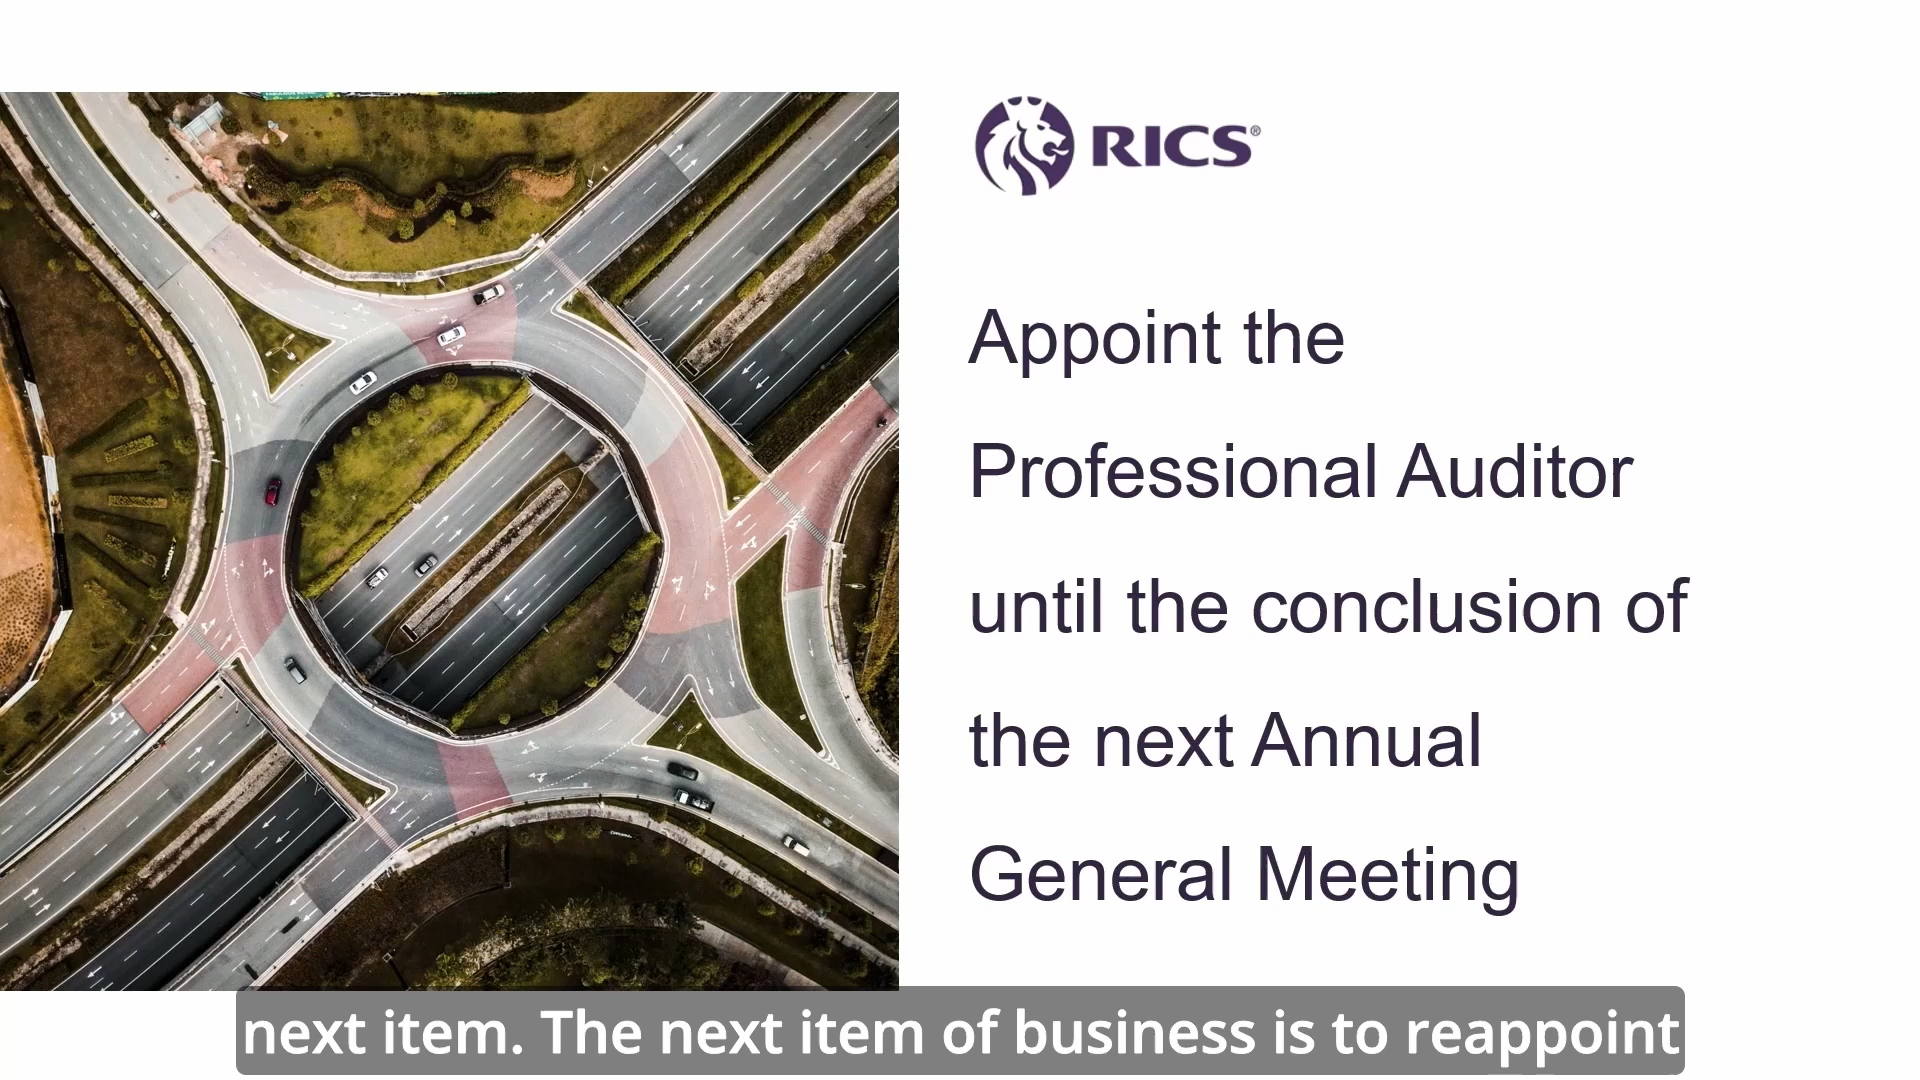 RICS®
Appoint the
Professional Auditor
until the conclusion of
the next Annual
General Meeting
next item. The next item of business is to reappoint